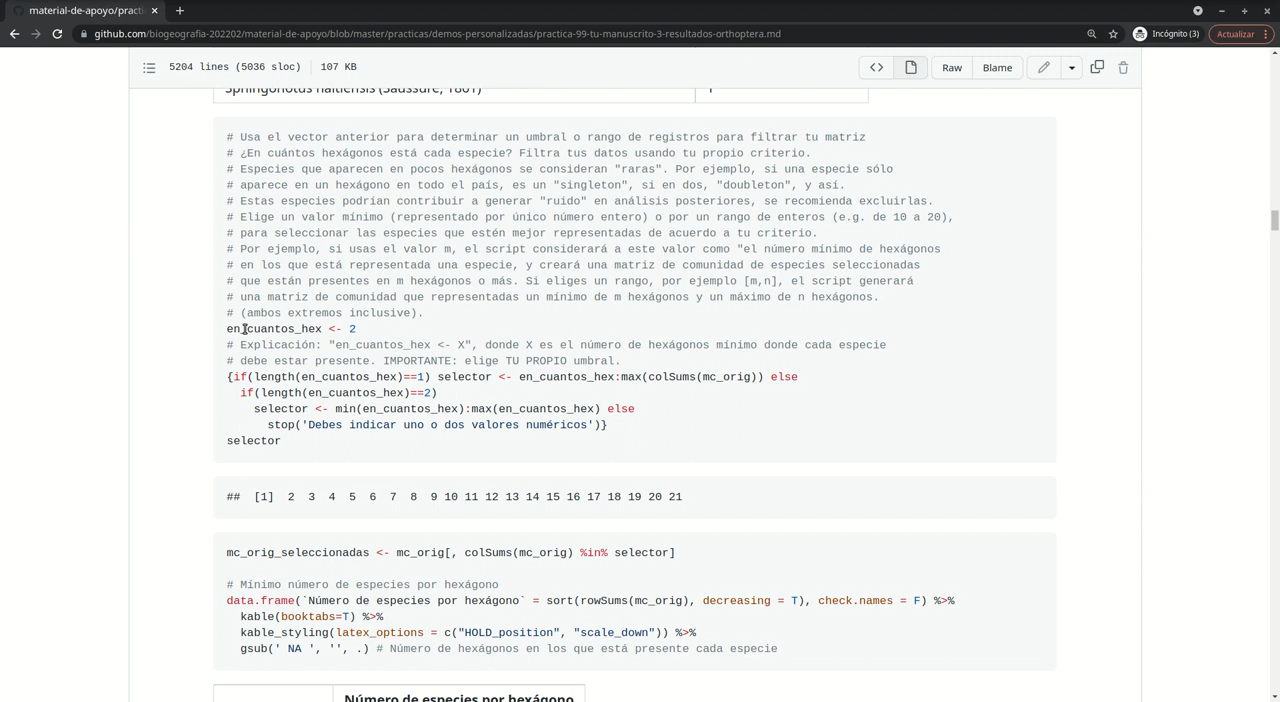 material-de-apoyo/practi
github.com/biogeografia-202202/material-de-apoyo/blob/master/practicas/demos-personalizadas/practica-99-tu-manuscrito-3-resultados-orthoptera.md
Incógnito (3)
Actualizar
5204 lines (5036 sloc) 107 KB
Raw
Blame
Sphingonotus haitiensis (Saussure, 1861) 1
# Usa el vector anterior para determinar un umbral o rango de registros para filtrar tu matriz
# ¿En cuántos hexágonos está cada especie? Filtra tus datos usando tu propio criterio.
# Especies que aparecen en pocos hexágonos se consideran "raras". Por ejemplo, si una especie sólo
# aparece en un hexágono en todo el país, es un "singleton", si en dos, "doubleton", y así.
# Estas especies podrían contribuir a generar "ruido" en análisis posteriores, se recomienda excluirlas.
# Elige un valor mínimo (representado por único número entero) o por un rango de enteros (e.g. de 10 a 20),
# para seleccionar las especies que estén mejor representadas de acuerdo a tu criterio.
# Por ejemplo, si usas el valor m, el script considerará a este valor como "el número mínimo de hexágonos
# en los que está representada una especie, y creará una matriz de comunidad de especies seleccionadas
# que están presentes en m hexágonos o más. Si eliges un rango, por ejemplo [m,n], el script generará
# una matriz de comunidad que representadas un mínimo de m hexágonos y un máximo de n hexágonos.
# (ambos extremos inclusive).
en_cuantos_hex <- 2
# Explicación: "en_cuantos_hex <- X", donde X es el número de hexágonos mínimo donde cada especie
# debe estar presente. IMPORTANTE: elige TU PROPIO umbral.
{if(length(en_cuantos_hex)==1) selector <- en_cuantos_hex:max(colSums(mc_orig)) else
if(length(en_cuantos_hex)==2)
selector <- min(en_cuantos_hex):max(en_cuantos_hex) else
stop('Debes indicar uno o dos valores numéricos')}
selector
## [1] 2 3 4 5 6 7 8 9 10 11 12 13 14 15 16 17 18 19 20 21
mc_orig_seleccionadas <- mc_orig[, colSums(mc_orig) %in% selector]
# Mínimo número de especies por hexágono
data.frame(`Número de especies por hexágono` = sort(rowSums(mc_orig), decreasing = T), check.names = F) %>%
kable(booktabs=T) %>%
kable_styling(latex_options = c("HOLD_position", "scale_down")) %>%
gsub(' NA ', '', .) # Número de hexágonos en los que está presente cada especie
Número de especies por hexágono